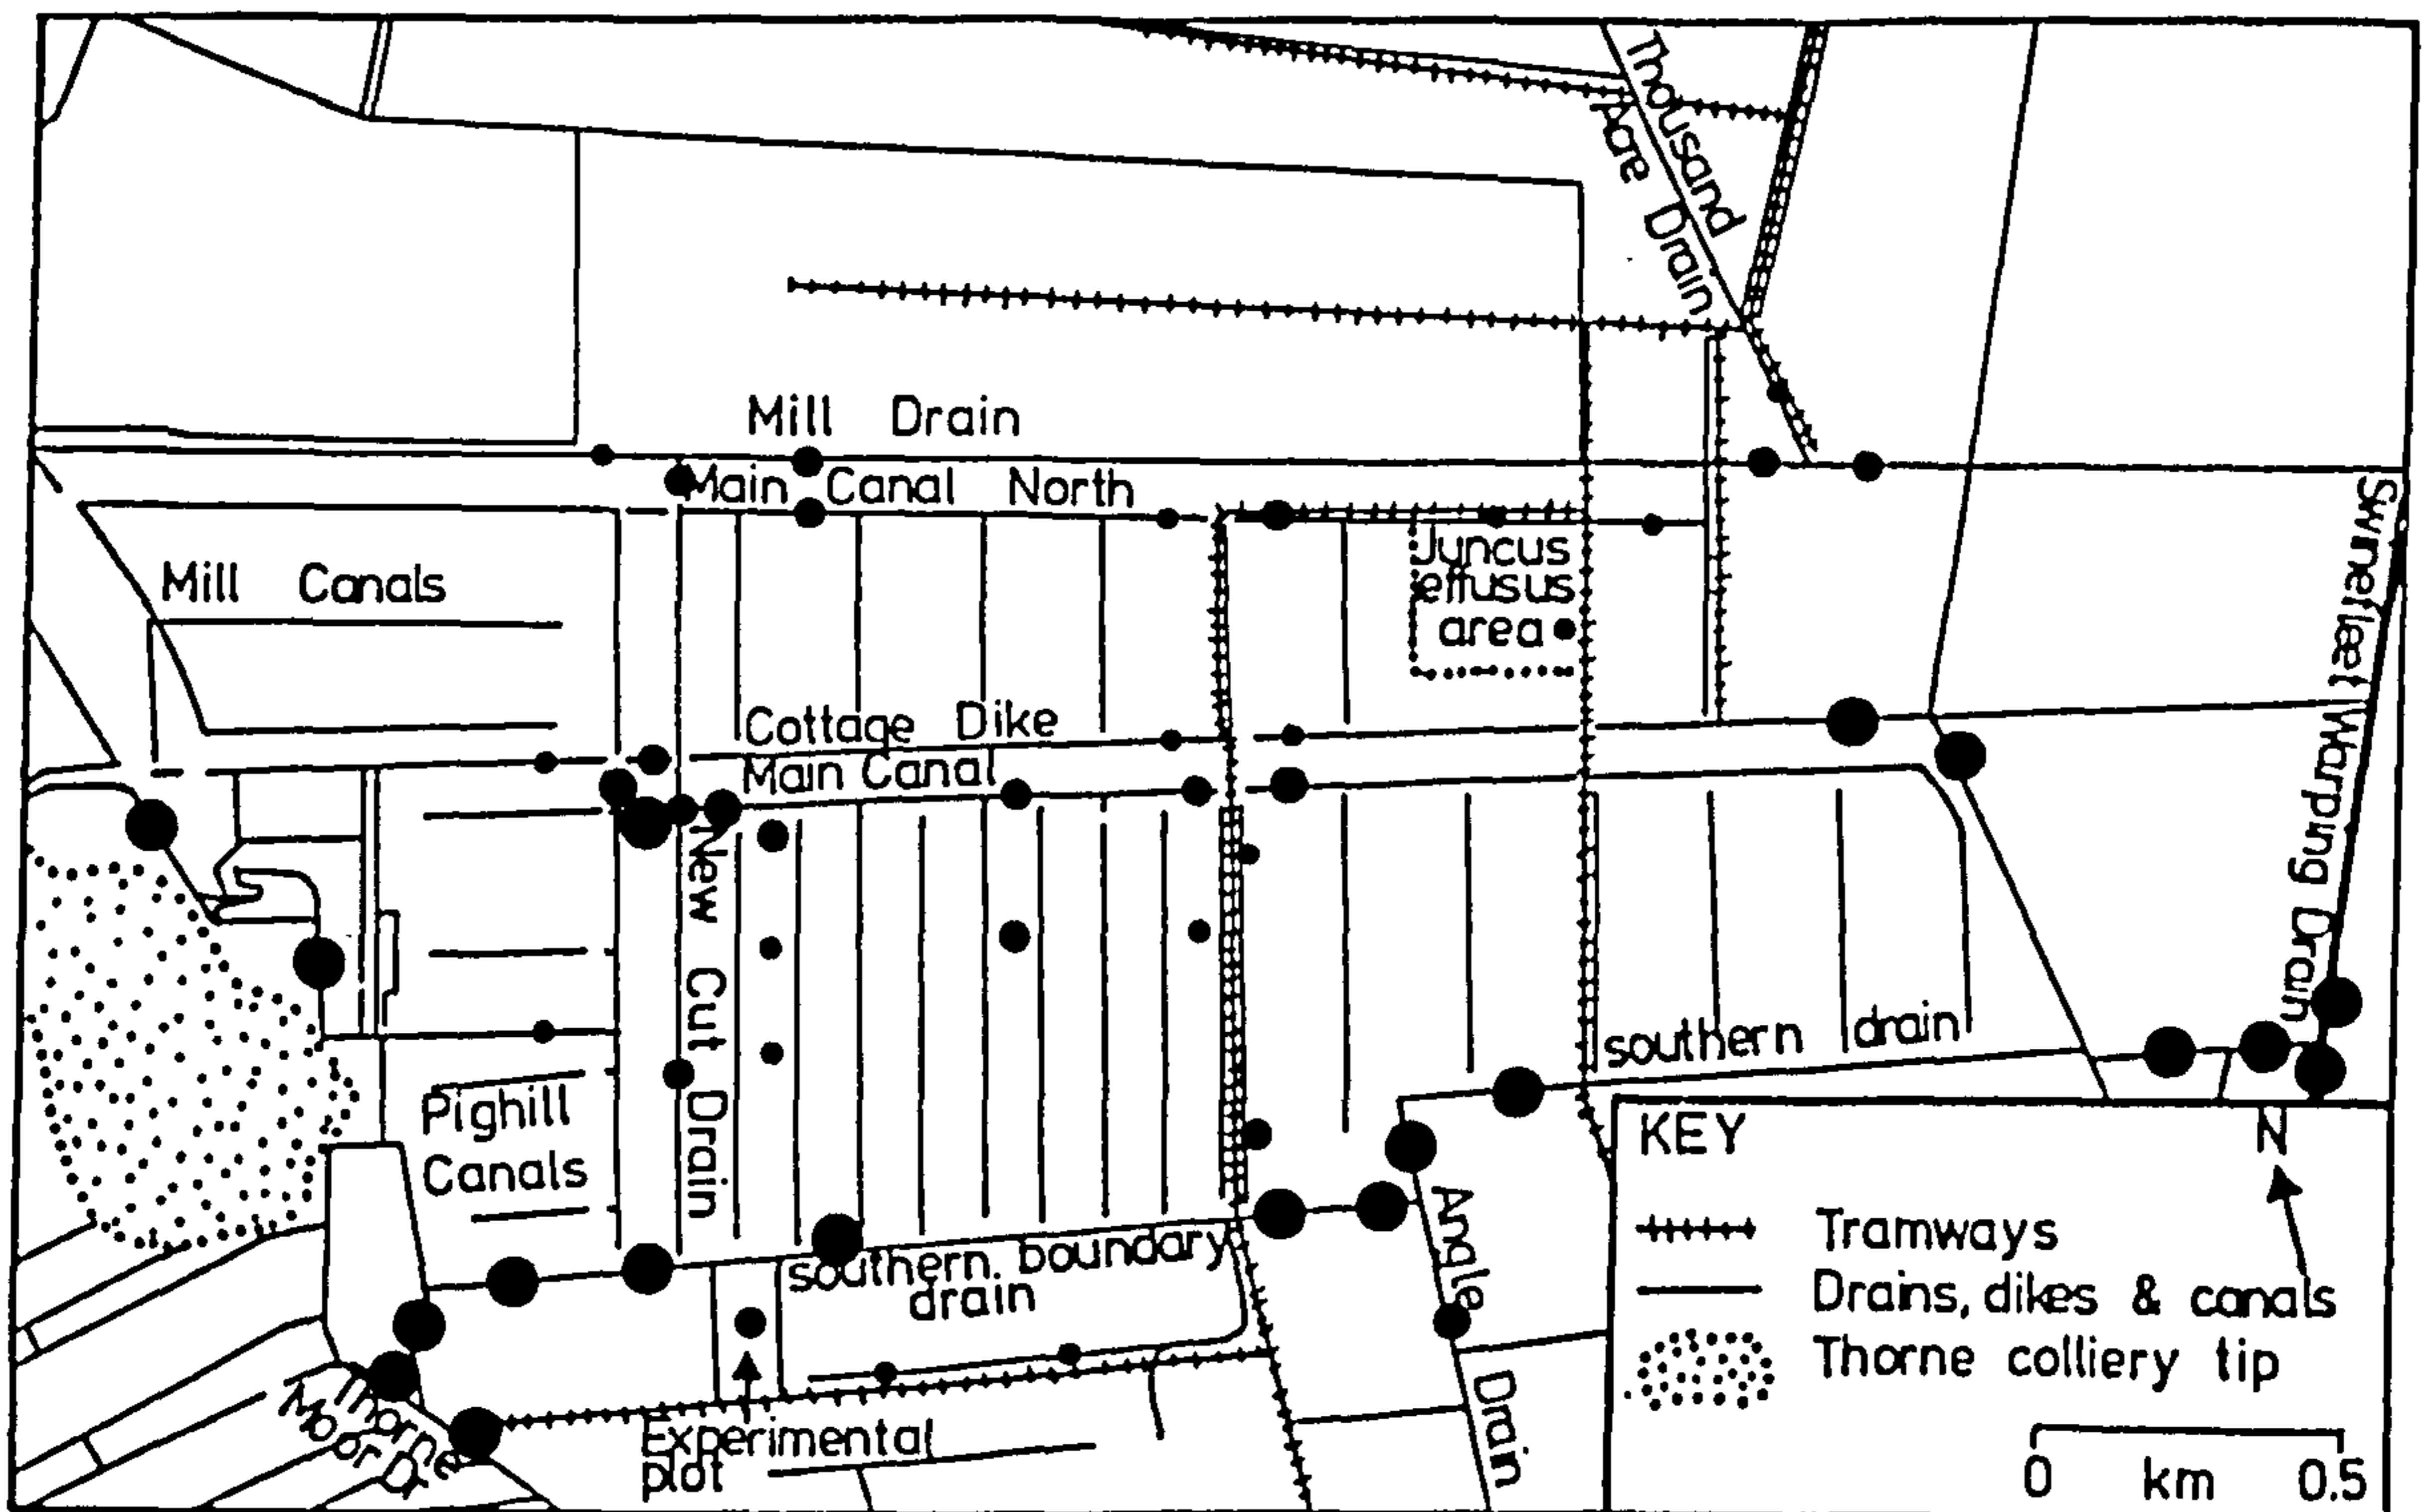 Thousand
Acre Drain
Mill Drain
Main Canal North
Mill Canals
Juncus
effusus
area
Swinefleet Warping Drain
Cottage Dike
Main Canal
New Cut Drain
southern drain
Pighill
Canals
Angle Drain
southern boundary
drain
Thorne
Moor
Experimental
plot
KEY
N
Tramways
Drains, dikes & canals
Thorne colliery tip
0 km 0.5